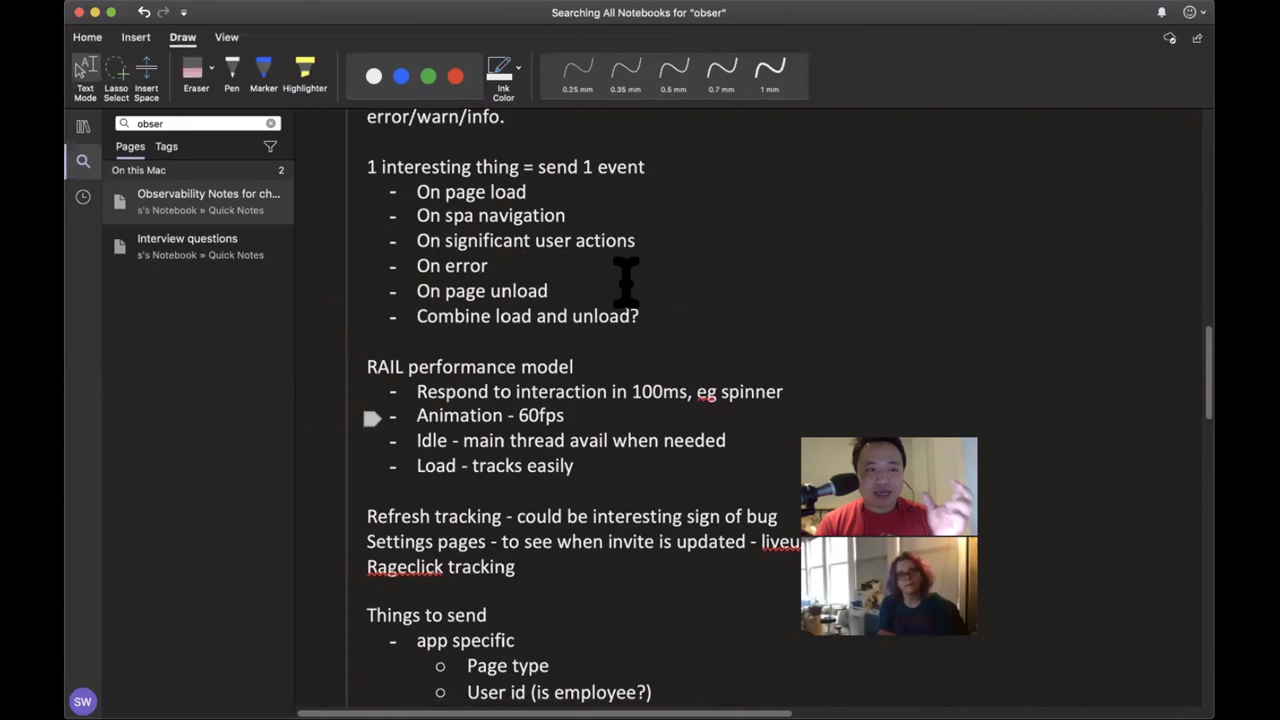 Searching All Notebooks for "obser"
Home Insert Draw View
Text Mode
Lasso Select
Insert Space
Eraser
Pen
Marker
Highlighter
Ink Color
0.25 mm
0.35 mm
0.5 mm
0.7 mm
1 mm
obser
Pages Tags
On this Mac 2
Observability Notes for ch...
s's Notebook » Quick Notes
Interview questions
s's Notebook » Quick Notes
SW
error/warn/info.
1 interesting thing = send 1 event
- On page load
- On spa navigation
- On significant user actions
- On error
- On page unload
- Combine load and unload?
RAIL performance model
- Respond to interaction in 100ms, eg spinner
- Animation - 60fps
- Idle - main thread avail when needed
- Load - tracks easily
Refresh tracking - could be interesting sign of bug
Settings pages - to see when invite is updated - liveu
Rageclick tracking
Things to send
- app specific
○ Page type
○ User id (is employee?)